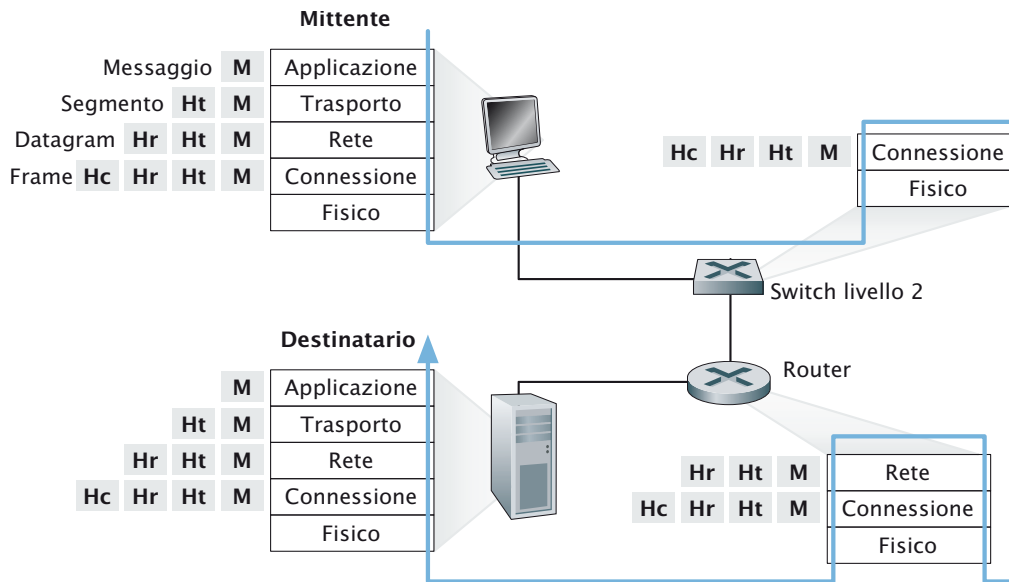 Mittente
Messaggio M Applicazione
Segmento Ht M Trasporto
Datagram Hr Ht M Rete
Frame Hc Hr Ht M Connessione
Fisico
Hc Hr Ht M Connessione
Fisico
Switch livello 2
Router
Destinatario
M Applicazione
Ht M Trasporto
Hr Ht M Rete
Hc Hr Ht M Connessione
Fisico
Hr Ht M Rete
Hc Hr Ht M Connessione
Fisico